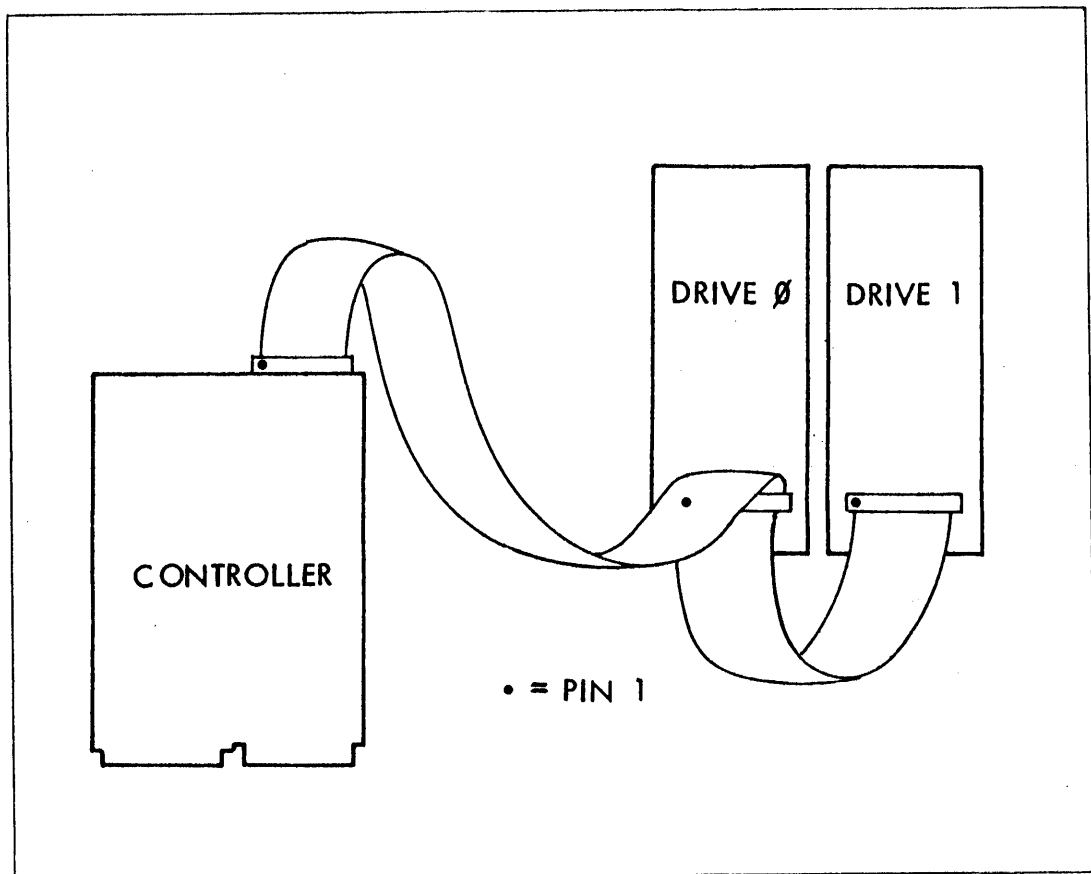 DRIVE Ø
DRIVE 1
CONTROLLER
• = PIN 1